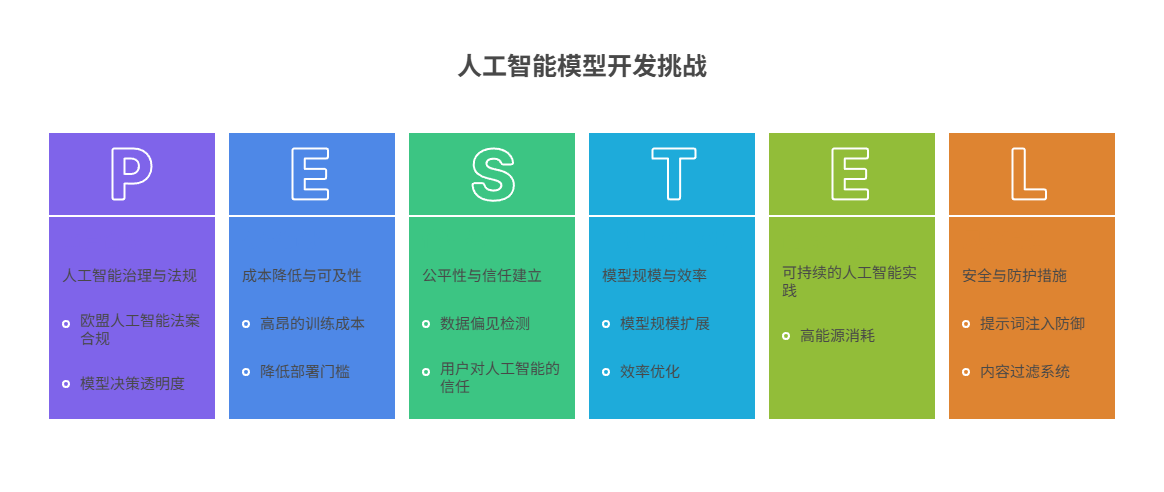 人工智能模型开发挑战
P
人工智能治理与法规
欧盟人工智能法案
合规
模型决策透明度
E
成本降低与可及性
高昂的训练成本
降低部署门槛
S
公平性与信任建立
数据偏见检测
用户对人工智能的
信任
T
模型规模与效率
模型规模扩展
效率优化
E
可持续的人工智能实
践
高能源消耗
L
安全与防护措施
提示词注入防御
内容过滤系统